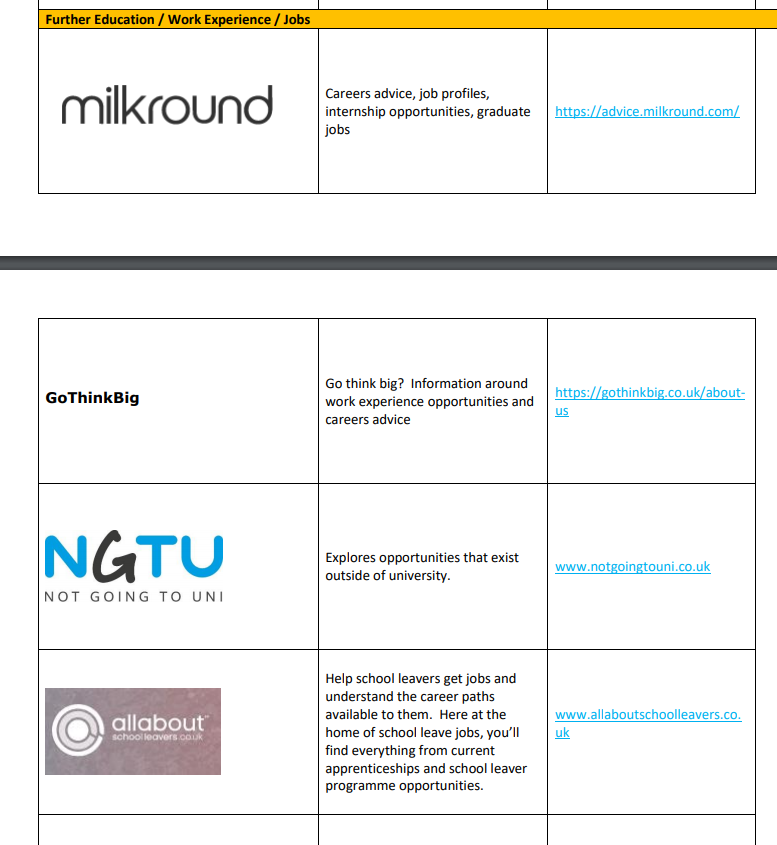 Further Education / Work Experience / Jobs
milkround
Careers advice, job profiles,
internship opportunities, graduate
jobs
https://advice.milkround.com/
GoThinkBig
Go think big?  Information around
work experience opportunities and
careers advice
https://gothinkbig.co.uk/about-
us
NGTU
NOT GOING TO UNI
Explores opportunities that exist
outside of university.
www.notgoingtouni.co.uk
allabout
schoolleavers.co.uk
Help school leavers get jobs and
understand the career paths
available to them.  Here at the
home of school leave jobs, you’ll
find everything from current
apprenticeships and school leaver
programme opportunities.
www.allaboutschoolleavers.co.
uk